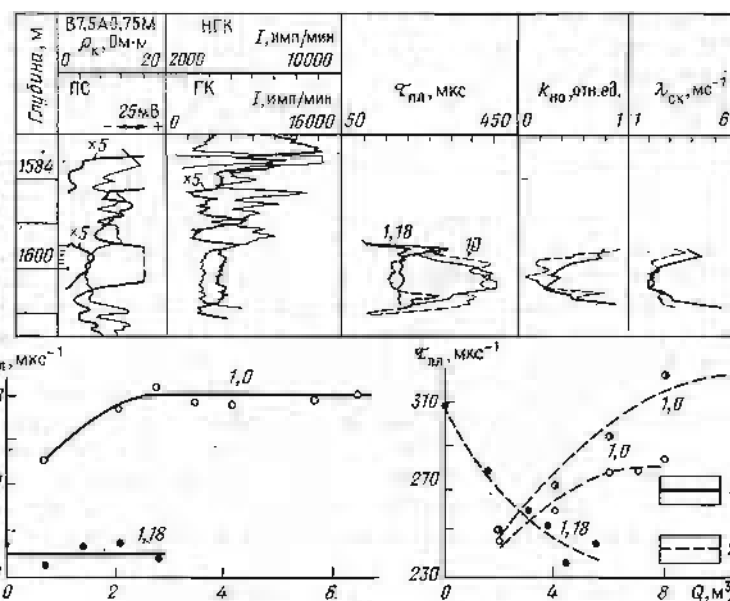 Глубина, м
В7,5А0,75М
ρк, Ом·м
0 20
ПС
25мВ
НГК
I, имп/мин
2000 10000
ГК
I, имп/мин
0 16000
τпл, мкс
50 450
kно, отн.ед.
0 1
λск, мс⁻¹
1 6
×5
1584
×5
×5
1600
1,18
10
мкс⁻¹
1,0
1,18
0 2 4 6
τпл, мкс⁻¹
310
270
230
1,0
1,0
1,18
0 4 8 Q, м³